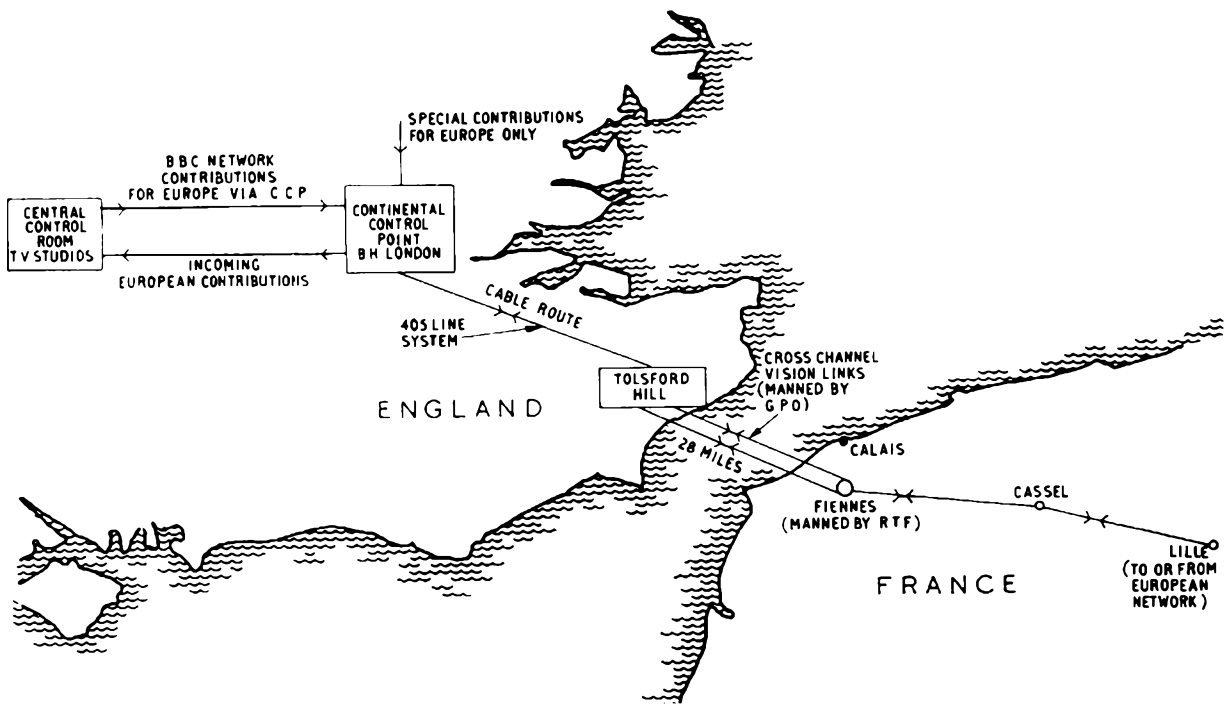 SPECIAL CONTRIBUTIONS
FOR EUROPE ONLY
BBC NETWORK
CONTRIBUTIONS
FOR EUROPE VIA CCP
CENTRAL
CONTROL
ROOM
TV STUDIOS
CONTINENTAL
CONTROL
POINT
BH LONDON
INCOMING
EUROPEAN CONTRIBUTIONS
CABLE ROUTE
405 LINE
SYSTEM
CROSS CHANNEL
VISION LINKS
(MANNED BY
GPO)
TOLSFORD
HILL
ENGLAND
28 MILES
CALAIS
FIENNES
(MANNED BY RTF)
CASSEL
LILLE
(TO OR FROM
EUROPEAN
NETWORK)
FRANCE